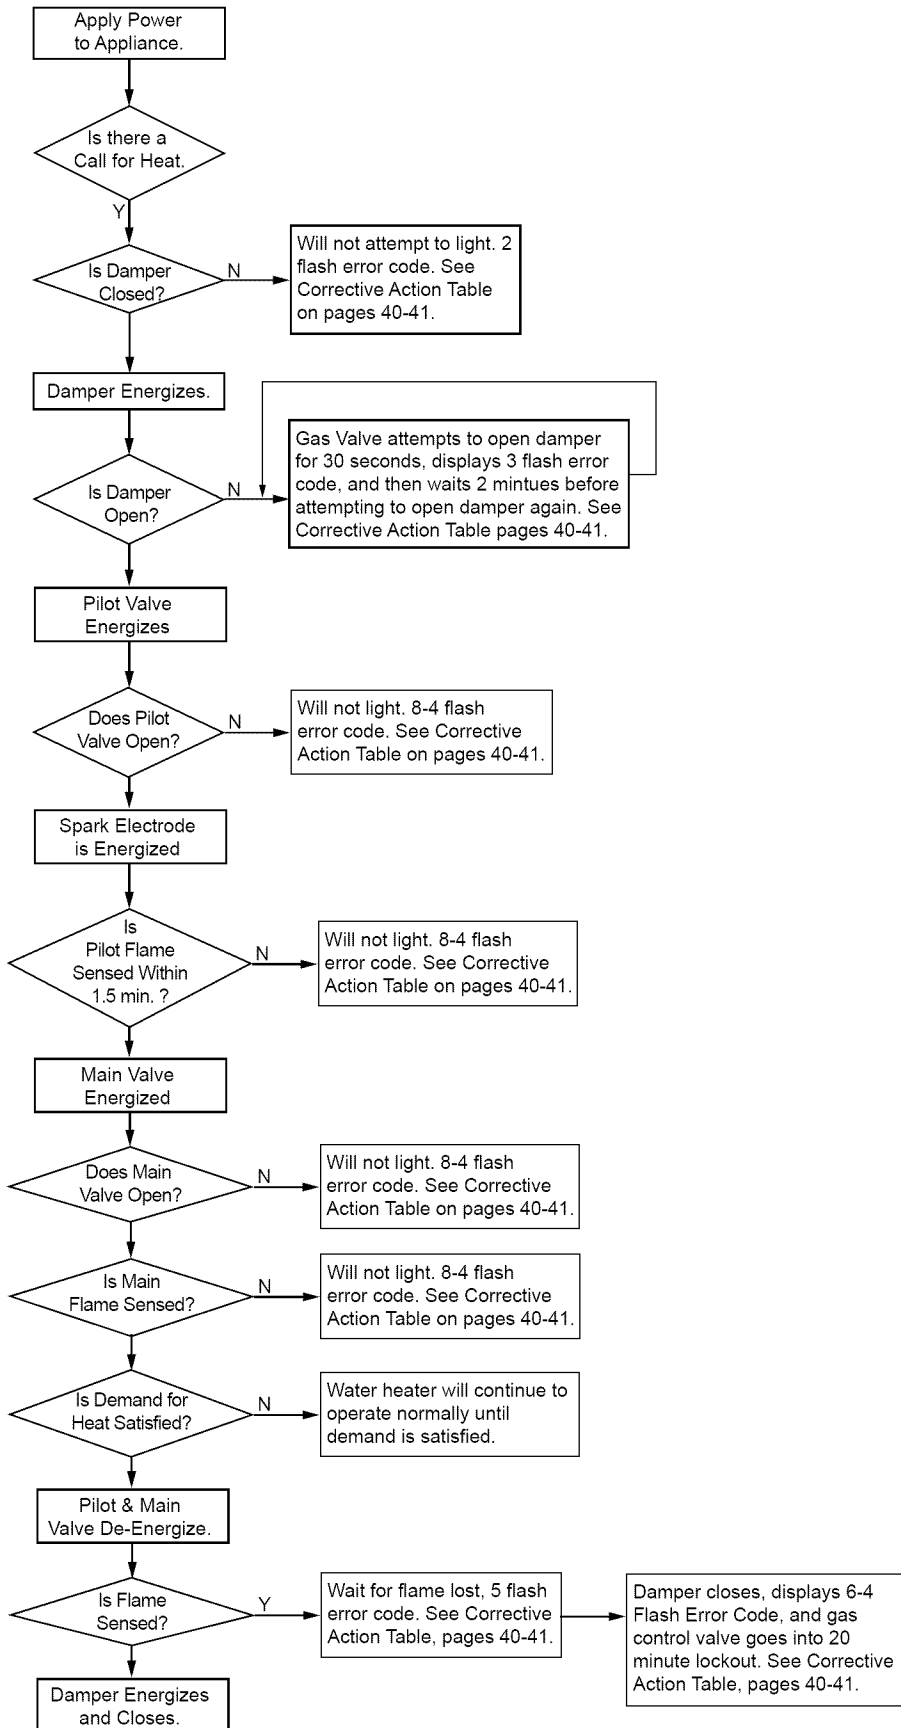 Apply Power
to Appliance.
Is there a
Call for Heat.
Y
Is Damper
Closed?
N
Will not attempt to light. 2
flash error code. See
Corrective Action Table
on pages 40-41.
Damper Energizes.
Is Damper
Open?
N
Gas Valve attempts to open damper
for 30 seconds, displays 3 flash error
code, and then waits 2 mintues before
attempting to open damper again. See
Corrective Action Table pages 40-41.
Pilot Valve
Energizes
Does Pilot
Valve Open?
N
Will not light. 8-4 flash
error code. See Corrective
Action Table on pages 40-41.
Spark Electrode
is Energized
Is
Pilot Flame
Sensed Within
1.5 min. ?
N
Will not light. 8-4 flash
error code. See Corrective
Action Table on pages 40-41.
Main Valve
Energized
Does Main
Valve Open?
N
Will not light. 8-4 flash
error code. See Corrective
Action Table on pages 40-41.
Is Main
Flame Sensed?
N
Will not light. 8-4 flash
error code. See Corrective
Action Table on pages 40-41.
Is Demand for
Heat Satisfied?
N
Water heater will continue to
operate normally until
demand is satisfied.
Pilot & Main
Valve De-Energize.
Is Flame
Sensed?
Y
Wait for flame lost, 5 flash
error code. See Corrective
Action Table, pages 40-41.
Damper closes, displays 6-4
Flash Error Code, and gas
control valve goes into 20
minute lockout. See Corrective
Action Table, pages 40-41.
Damper Energizes
and Closes.